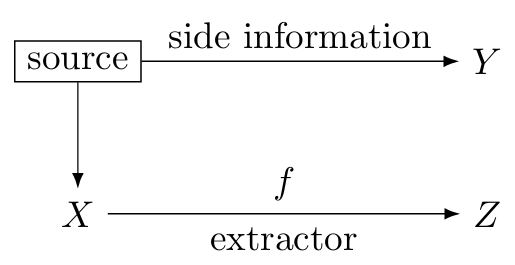 side information
source
Y
f
X
Z
extractor